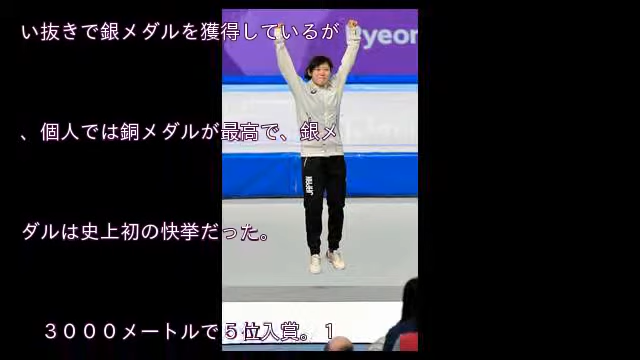 い抜きで銀メダルを獲得しているが
、個人では銅メダルが最高で、銀メ
ダルは史上初の快挙だった。
３０００メートルで５位入賞。１
yeon
JAPAN